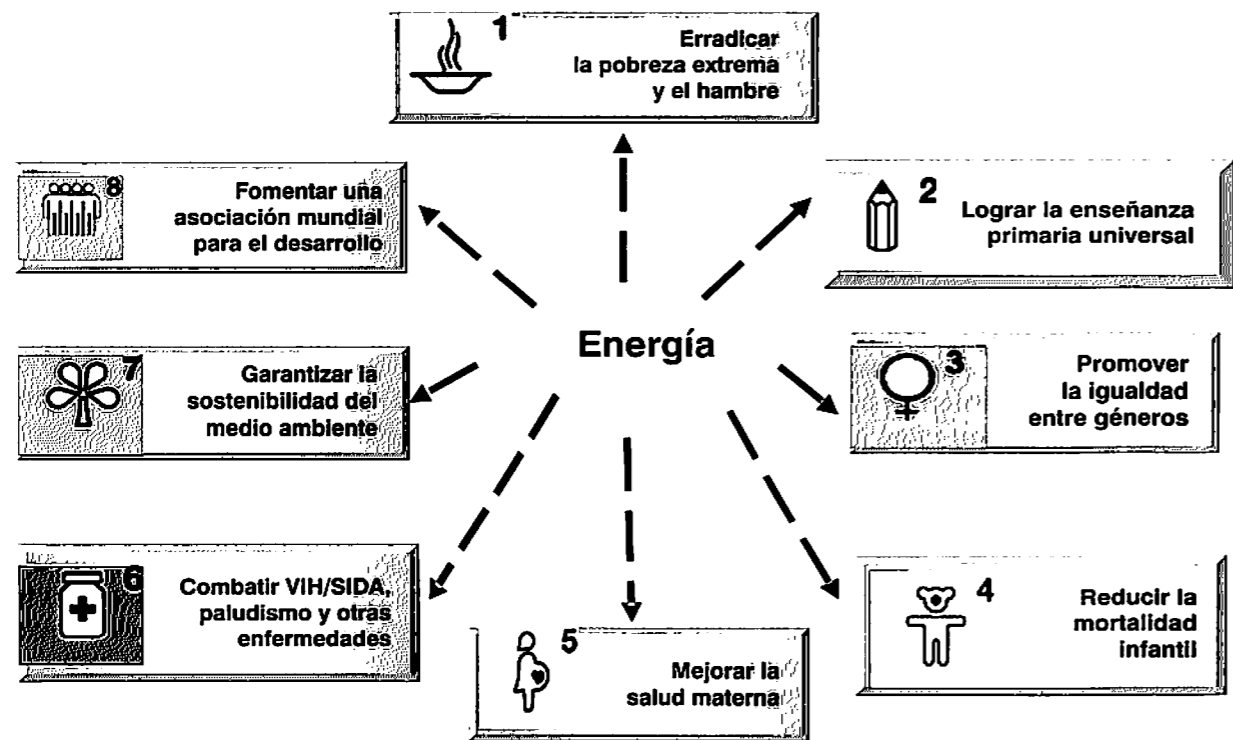 1
Erradicar
la pobreza extrema
y el hambre
2
Lograr la enseñanza
primaria universal
3
Promover
la igualdad
entre géneros
4
Reducir la
mortalidad
infantil
5
Mejorar la
salud materna
6
Combatir VIH/SIDA,
paludismo y otras
enfermedades
7
Garantizar la
sostenibilidad del
medio ambiente
8
Fomentar una
asociación mundial
para el desarrollo
Energía